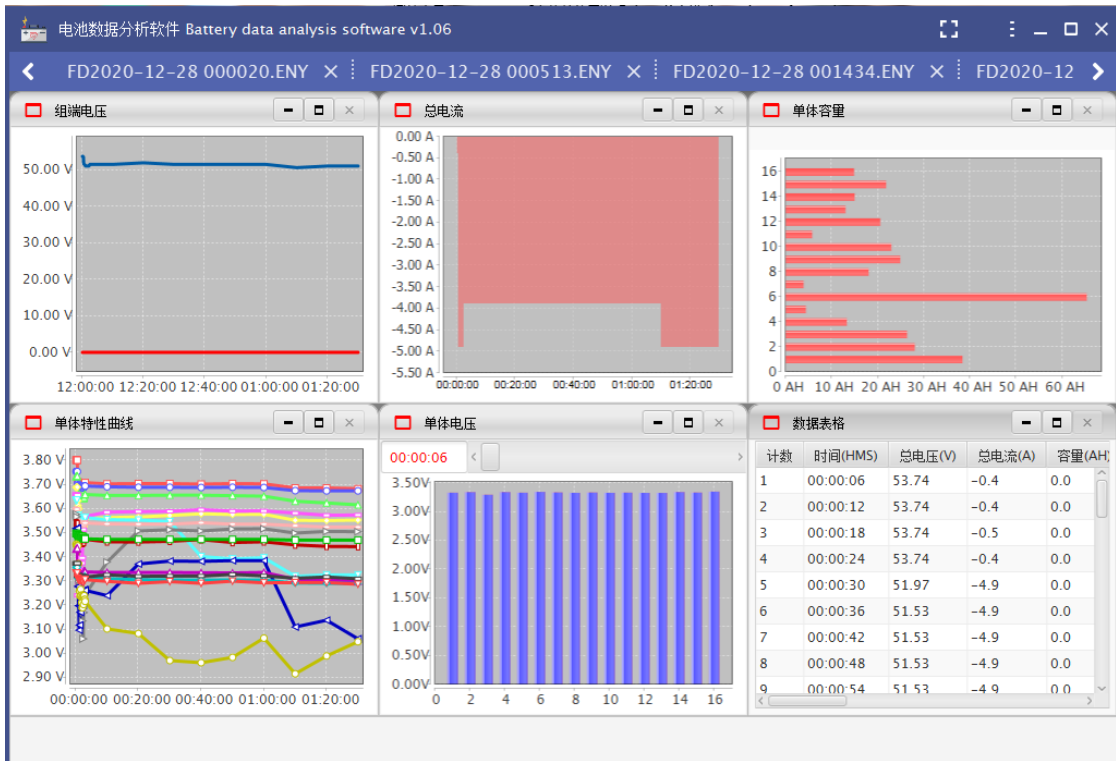 电池数据分析软件 Battery data analysis software v1.06
FD2020-12-28 000020.ENY
FD2020-12-28 000513.ENY
FD2020-12-28 001434.ENY
FD2020-12
组端电压
50.00 V
40.00 V
30.00 V
20.00 V
10.00 V
0.00 V
12:00:00 12:20:00 12:40:00 01:00:00 01:20:00
总电流
0.00 A
-0.50 A
-1.00 A
-1.50 A
-2.00 A
-2.50 A
-3.00 A
-3.50 A
-4.00 A
-4.50 A
-5.00 A
-5.50 A
00:00:00 00:20:00 00:40:00 01:00:00 01:20:00
单体容量
16
14
12
10
8
6
4
2
0
0 AH 10 AH 20 AH 30 AH 40 AH 50 AH 60 AH
单体特性曲线
3.80 V
3.70 V
3.60 V
3.50 V
3.40 V
3.30 V
3.20 V
3.10 V
3.00 V
2.90 V
00:00:00 00:20:00 00:40:00 01:00:00 01:20:00
单体电压
00:00:06
3.50V
3.00V
2.50V
2.00V
1.50V
1.00V
0.50V
0.00V
0 2 4 6 8 10 12 14 16
数据表格
计数 时间(HMS) 总电压(V) 总电流(A) 容量(AH)
1 00:00:06 53.74 -0.4 0.0
2 00:00:12 53.74 -0.4 0.0
3 00:00:18 53.74 -0.5 0.0
4 00:00:24 53.74 -0.4 0.0
5 00:00:30 51.97 -4.9 0.0
6 00:00:36 51.53 -4.9 0.0
7 00:00:42 51.53 -4.9 0.0
8 00:00:48 51.53 -4.9 0.0
9 00:00:54 51.53 -4.9 0.0